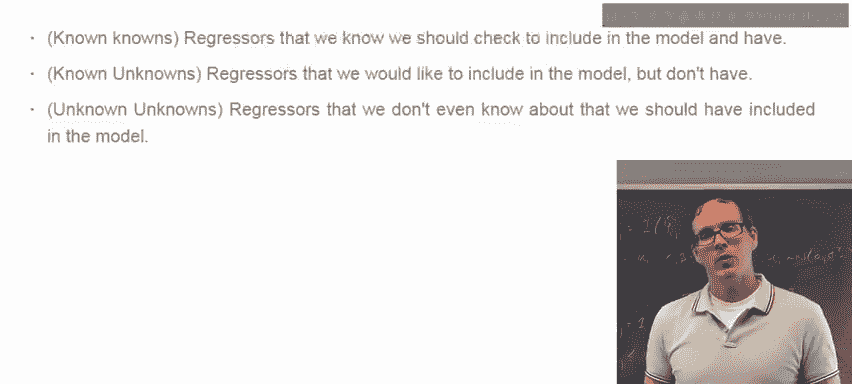 · (Known knowns) Regressors that we know we should check to include in the model and have.
· (Known Unknowns) Regressors that we would like to include in the model, but don't have.
· (Unknown Unknowns) Regressors that we don't even know about that we should have included
in the model.